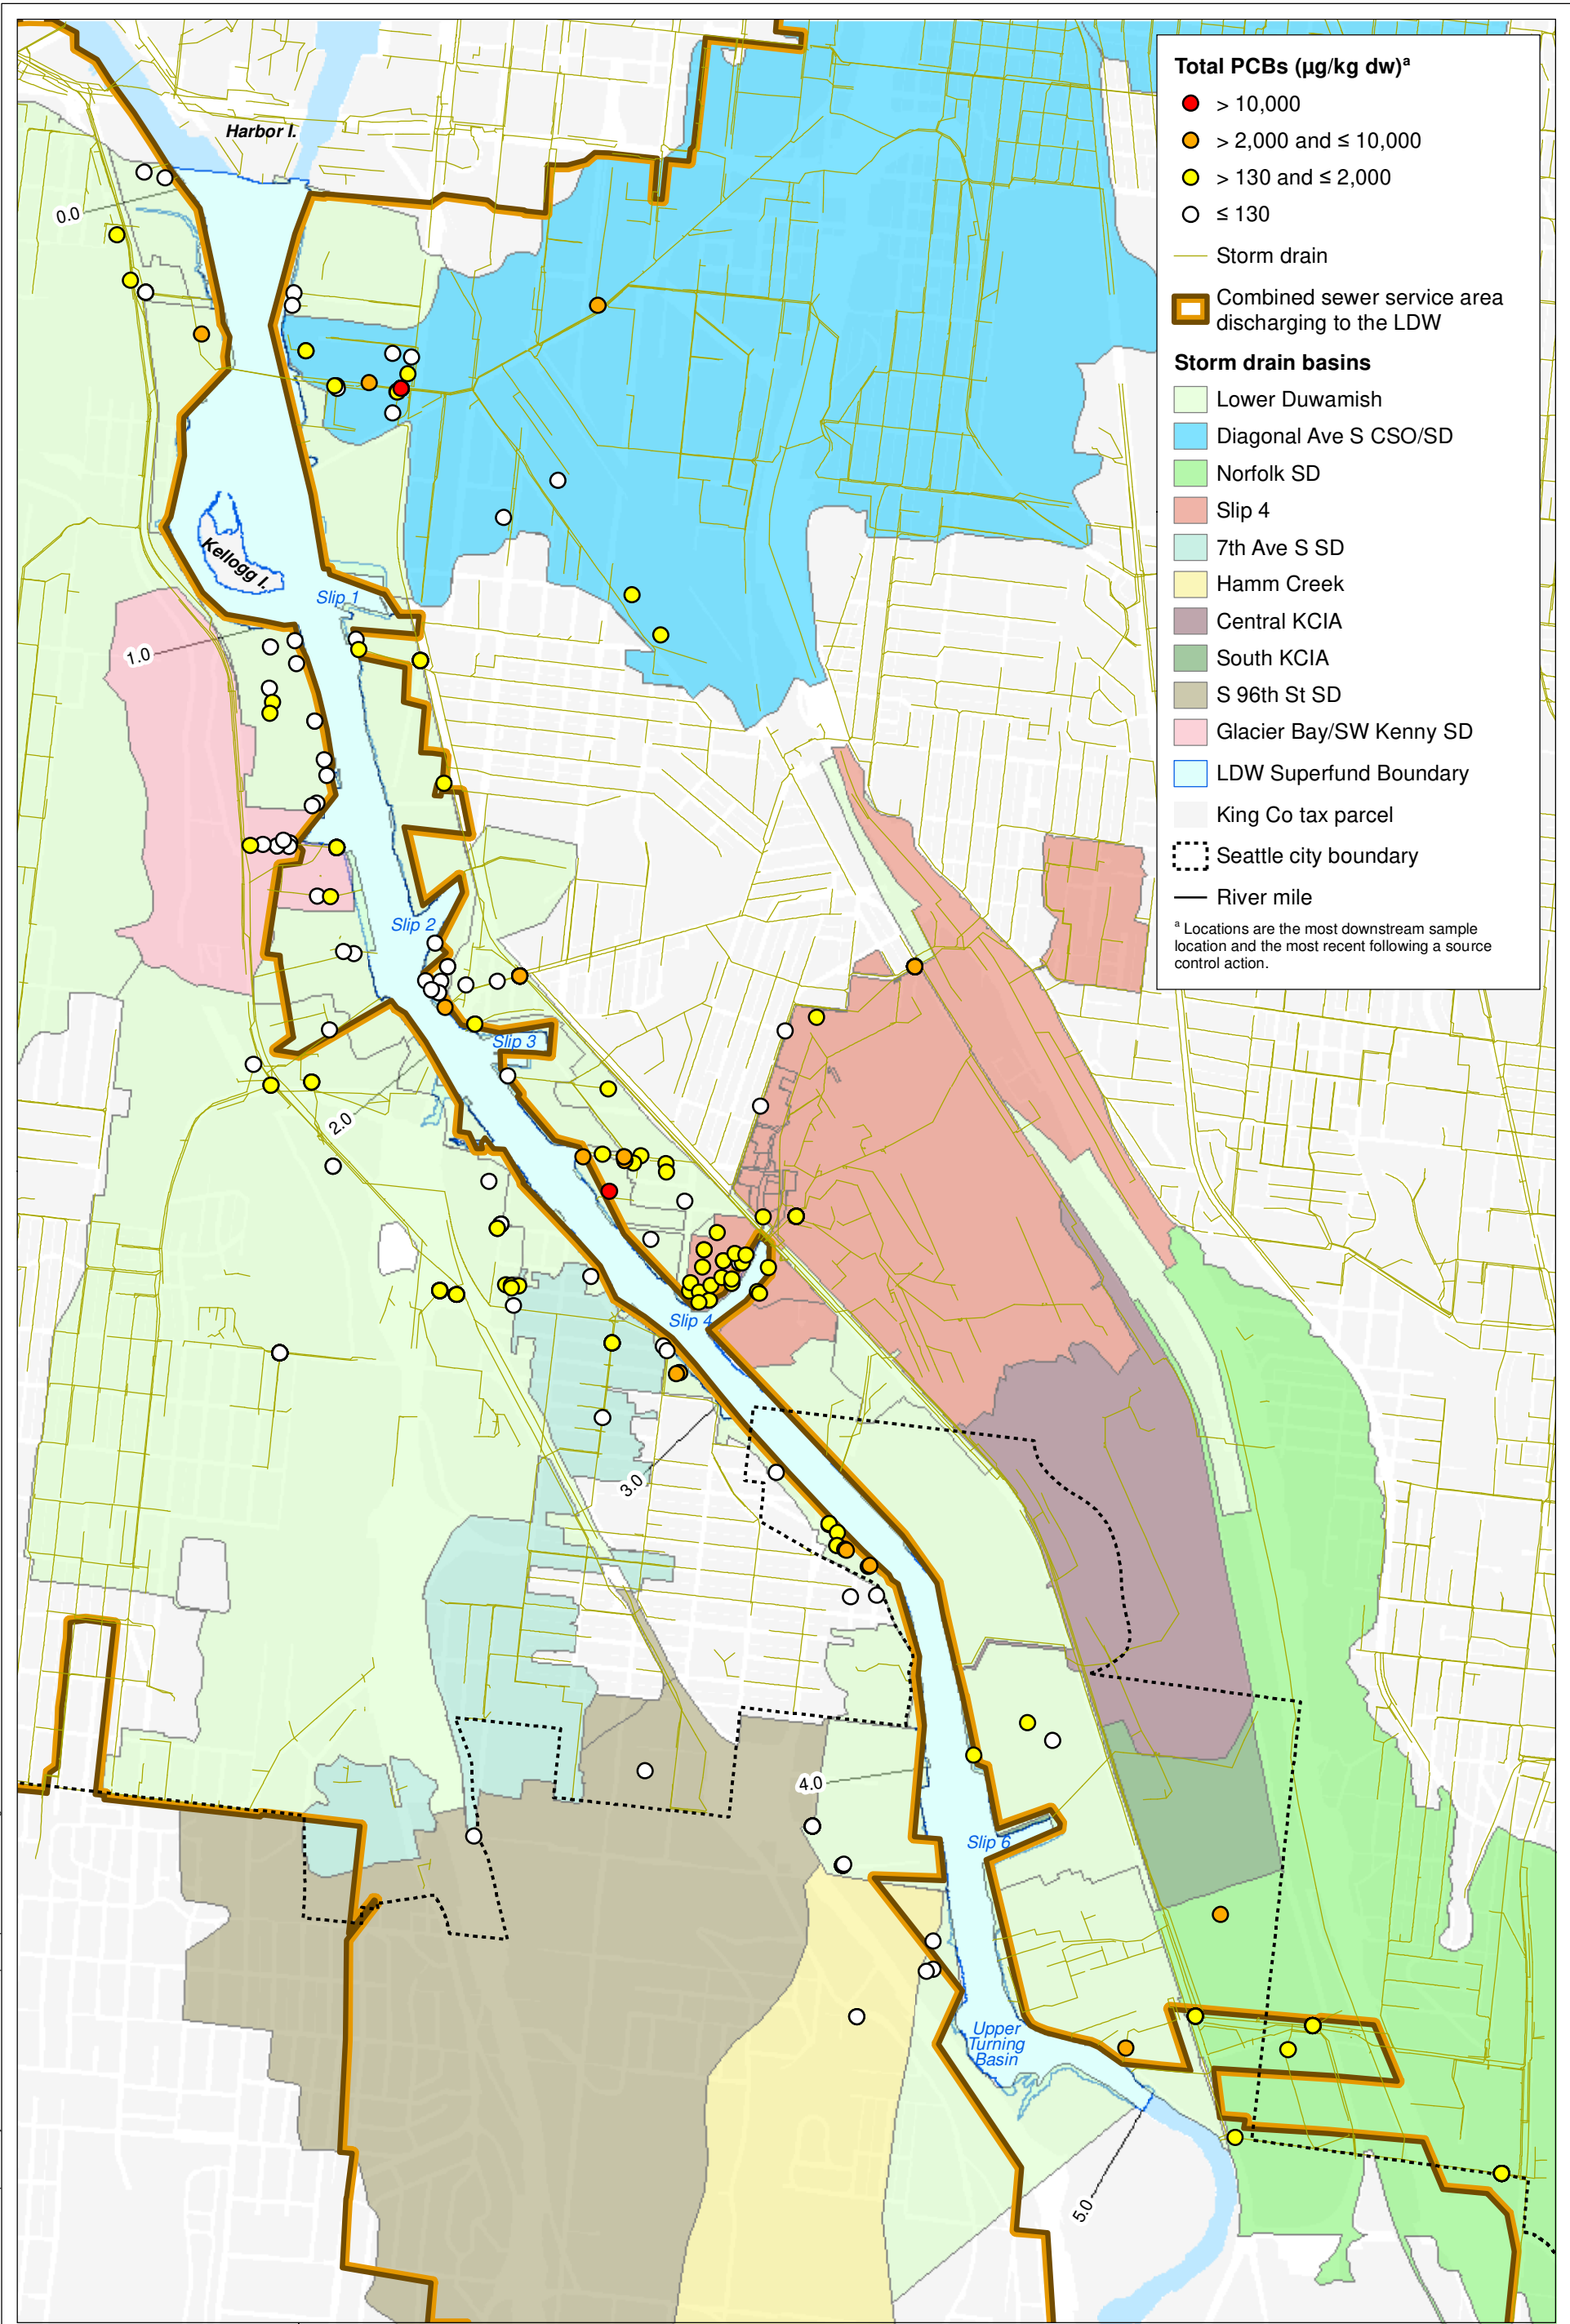 Total PCBs (µg/kg dw)ª
> 10,000
> 2,000 and ≤ 10,000
> 130 and ≤ 2,000
≤ 130
Storm drain
Combined sewer service area
discharging to the LDW
Storm drain basins
Lower Duwamish
Diagonal Ave S CSO/SD
Norfolk SD
Slip 4
7th Ave S SD
Hamm Creek
Central KCIA
South KCIA
S 96th St SD
Glacier Bay/SW Kenny SD
LDW Superfund Boundary
King Co tax parcel
Seattle city boundary
River mile
ª Locations are the most downstream sample
location and the most recent following a source
control action.
Harbor I.
0.0
Kellogg I.
Slip 1
1.0
Slip 2
Slip 3
2.0
Slip 4
3.0
4.0
Slip 6
Upper
Turning
Basin
5.0